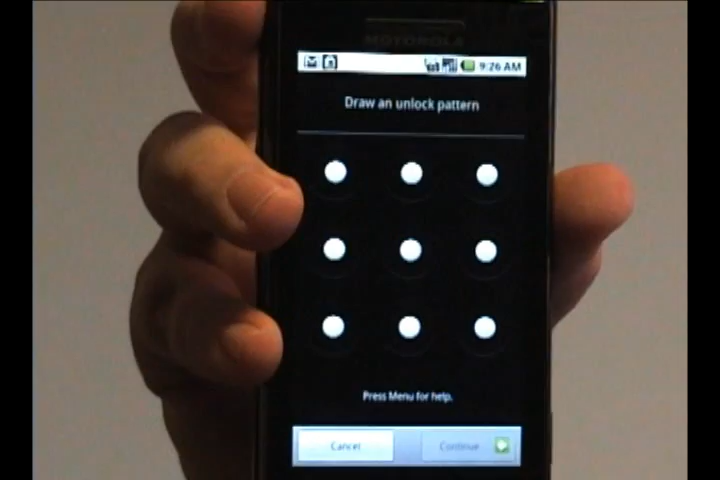 MOTOROLA
9:26 AM
Draw an unlock pattern
Press Menu for help.
Cancel
Continue